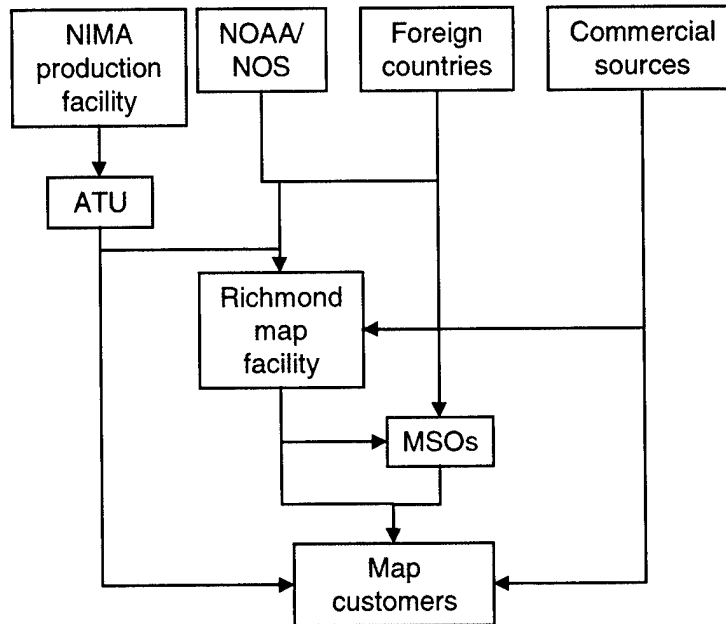 NIMA
production
facility
NOAA/
NOS
Foreign
countries
Commercial
sources
ATU
Richmond
map
facility
MSOs
Map
customers